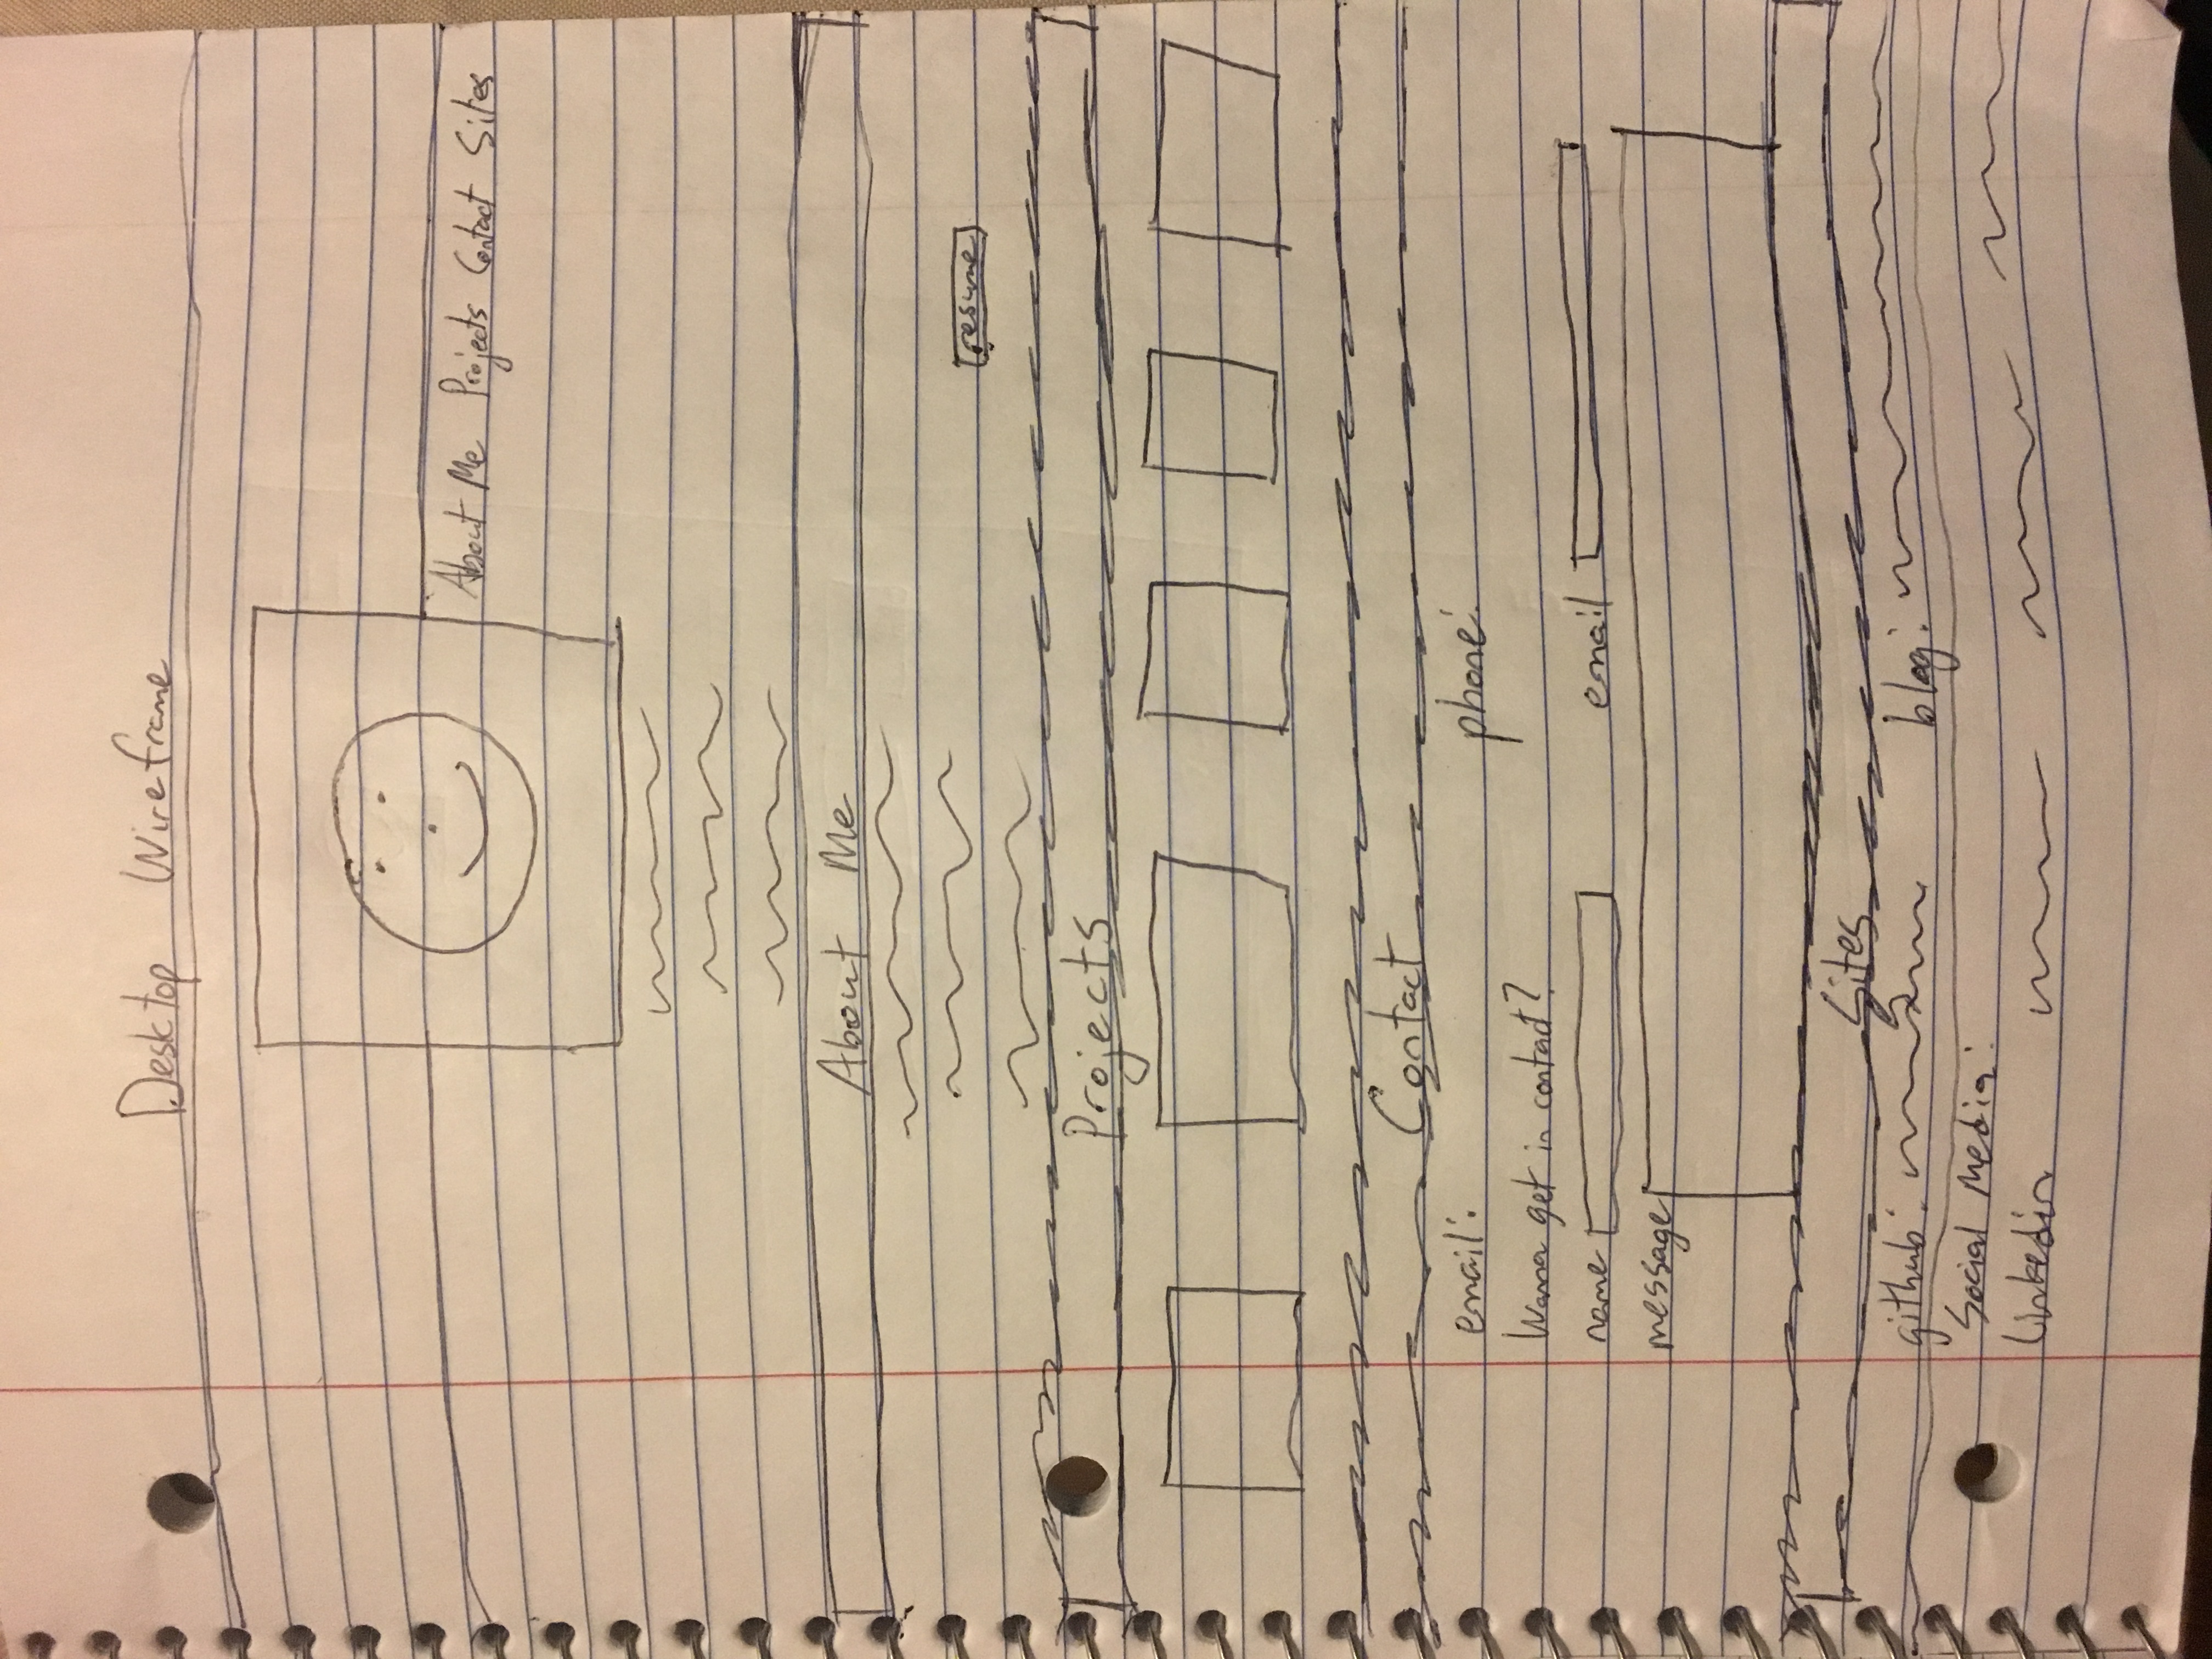 Desktop Wireframe
About Me Projects Contact Sites
About Me
resume
Projects
Contact
email: phone:
Wanna get in contact?
name email
message
Sites
github: blog:
Social Media:
Linkedin